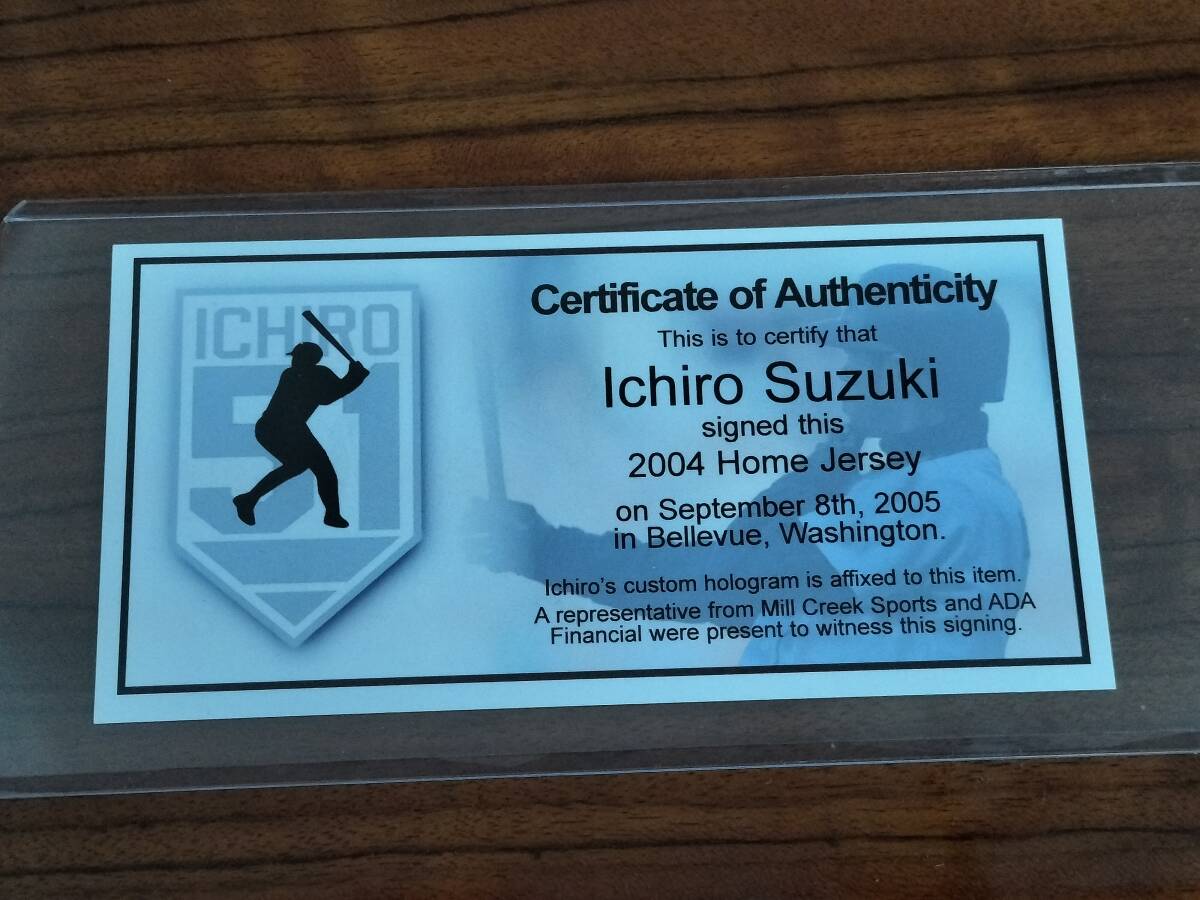 ICHIRO
51
Certificate of Authenticity
This is to certify that
Ichiro Suzuki
signed this
2004 Home Jersey
on September 8th, 2005
in Bellevue, Washington.
Ichiro's custom hologram is affixed to this item.
A representative from Mill Creek Sports and ADA
Financial were present to witness this signing.